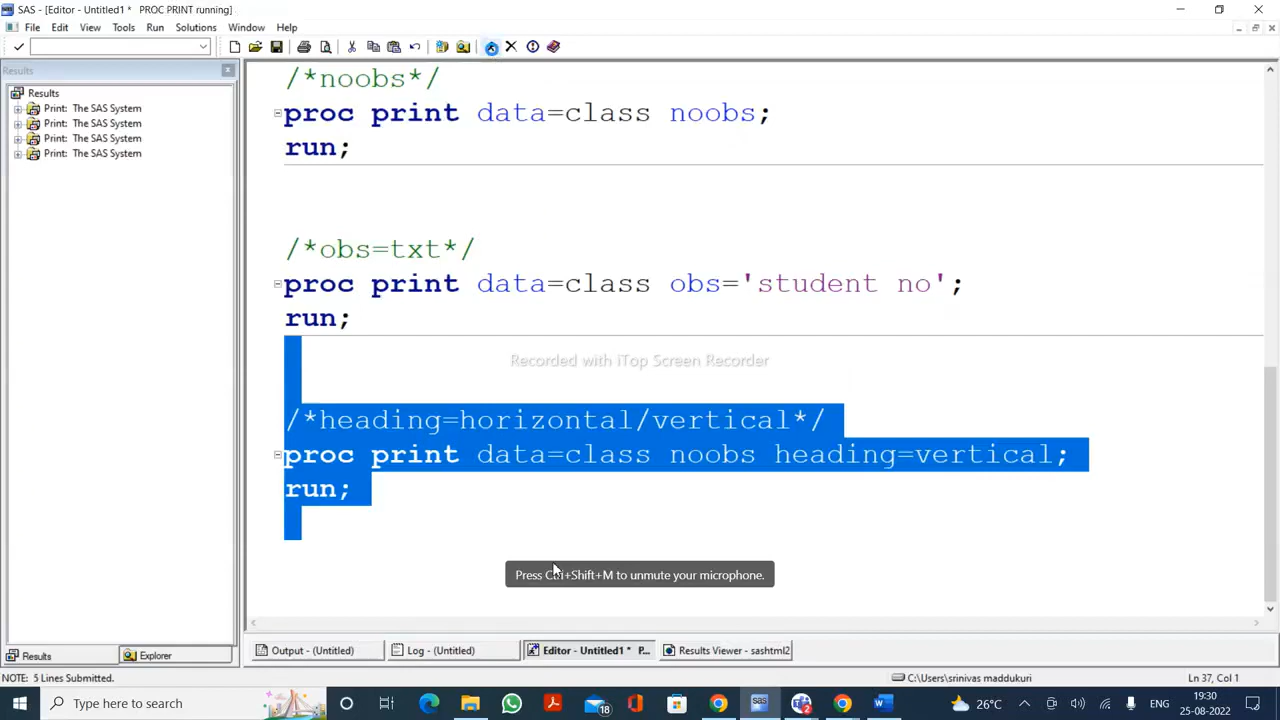 SAS - [Editor - Untitled1 * PROC PRINT running]
File Edit View Tools Run Solutions Window Help
Results
Results
Print: The SAS System
Print: The SAS System
Print: The SAS System
Print: The SAS System
/*noobs*/
proc print data=class noobs;
run;
/*obs=txt*/
proc print data=class obs='student no';
run;
Recorded with iTop Screen Recorder
/*heading=horizontal/vertical*/
proc print data=class noobs heading=vertical;
run;
Press Ctrl+Shift+M to unmute your microphone.
Results Explorer
Output - (Untitled) Log - (Untitled) Editor - Untitled1 * P... Results Viewer - sashtml2
NOTE: 5 Lines Submitted. C:\Users\srinivas maddukuri Ln 37, Col 1
Type here to search 18 SAS 2 26°C 19:30
25-08-2022